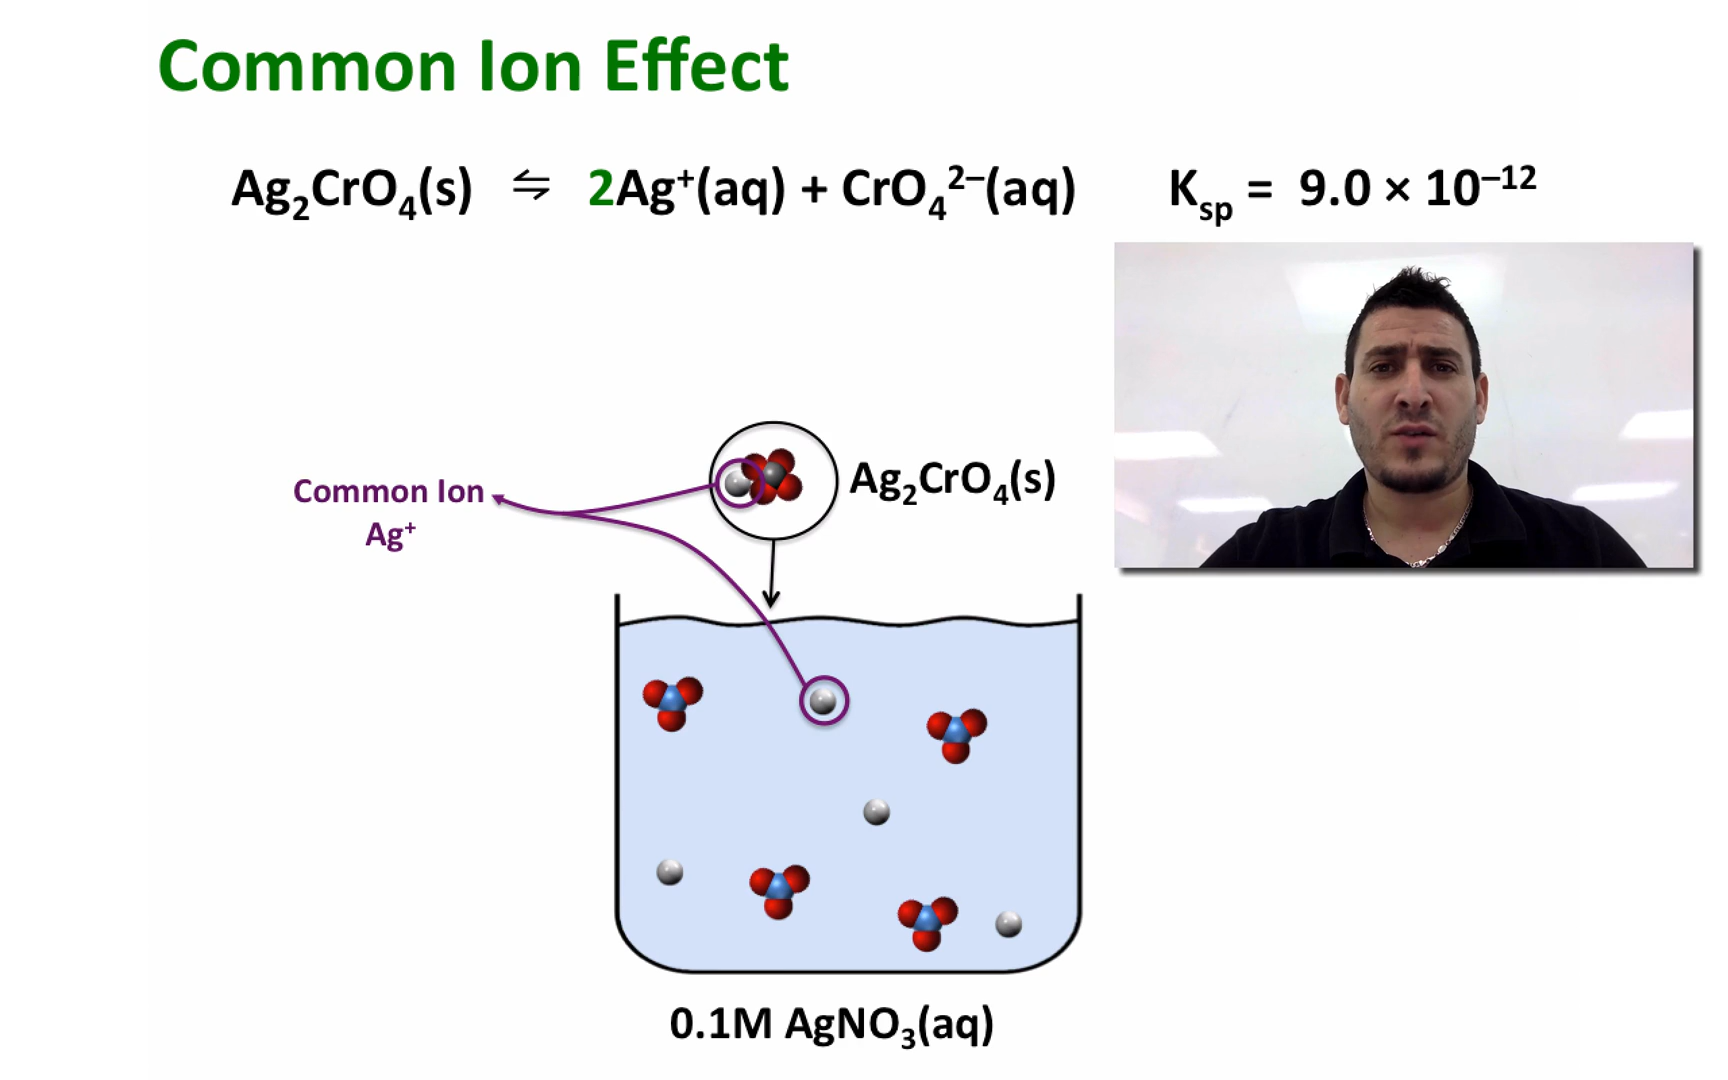 Common Ion Effect
Ag₂CrO₄(s) ⇋ 2Ag⁺(aq) + CrO₄²⁻(aq) Kₛₚ = 9.0 × 10⁻¹²
Common Ion
Ag⁺
Ag₂CrO₄(s)
0.1M AgNO₃(aq)